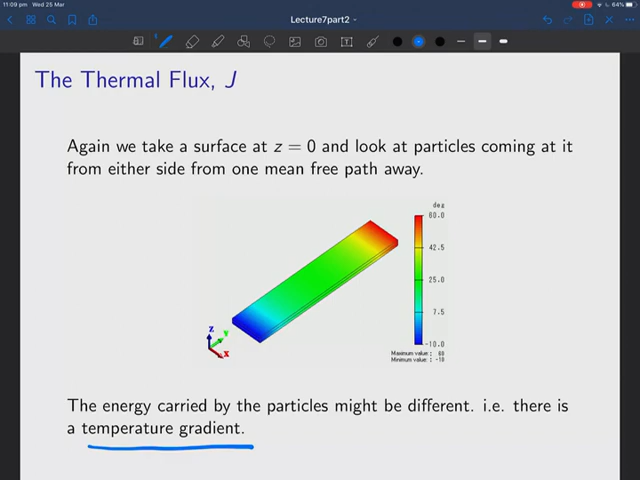 11:09 pm Wed 25 Mar
64%
Lecture7part2
The Thermal Flux, J
Again we take a surface at z = 0 and look at particles coming at it
from either side from one mean free path away.
deg
60.0
42.5
25.0
7.5
-10.0
Maximum value : 60
Minimum value : -10
Z
Y
X
The energy carried by the particles might be different. i.e. there is
a temperature gradient.